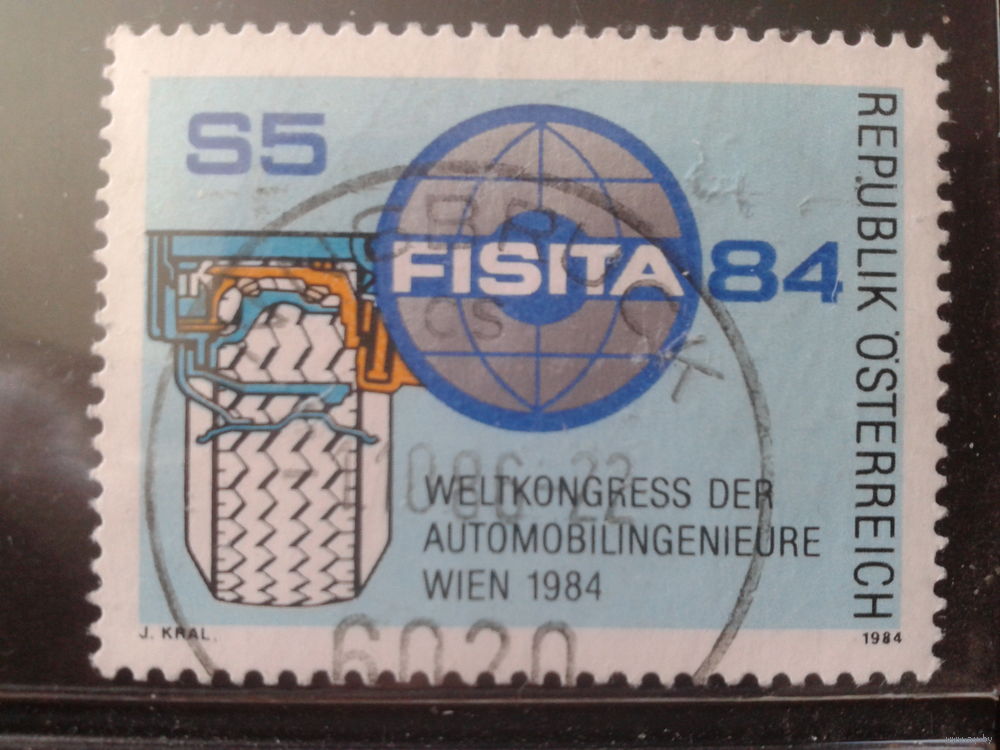 S5
FISITA 84
REPUBLIK ÖSTERREICH
WELTKONGRESS DER
AUTOMOBILINGENIEURE
WIEN 1984
J. KRAL.
1984
6020